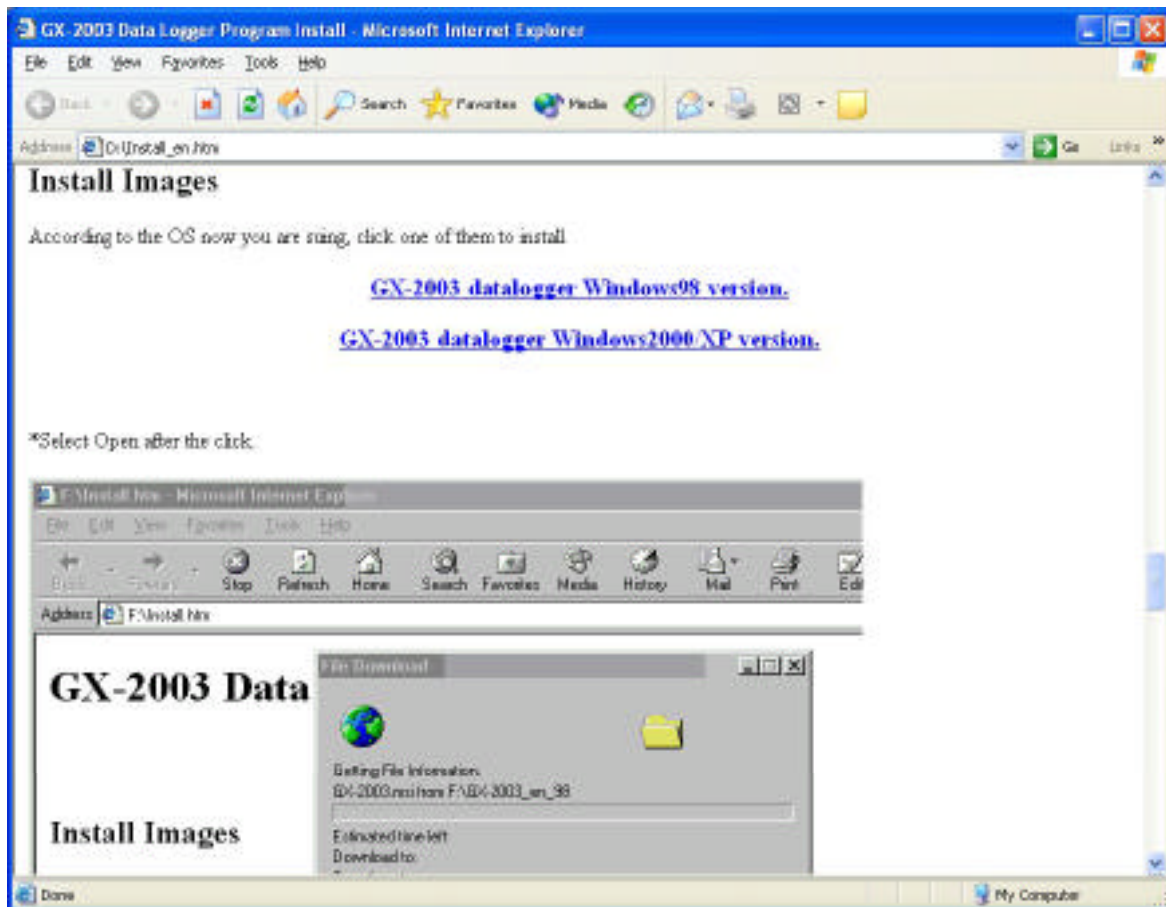 GX-2003 Data Logger Program Install - Microsoft Internet Explorer
File Edit View Favorites Tools Help
Back Search Favorites Media
Address D:\Install_en.htm Go Links »
Install Images
According to the OS now you are suing, click one of them to install
GX-2003 datalogger Windows98 version.
GX-2003 datalogger Windows2000/XP version.
*Select Open after the click.
F:\Install.htm - Microsoft Internet Explorer
File Edit View Favorites Tools Help
Back Forward Stop Refresh Home Search Favorites Media History Mail Print Edit
Address F:\Install.htm
GX-2003 Data
File Download
Getting File Information:
GX-2003.msi from F:\GX-2003_en_98
Install Images
Estimated time left
Download to:
Done My Computer